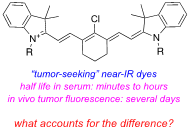 Cl
N+
N
R
R
"tumor-seeking" near-IR dyes
half life in serum: minutes to hours
in vivo tumor fluorescence: several days
what accounts for the difference?